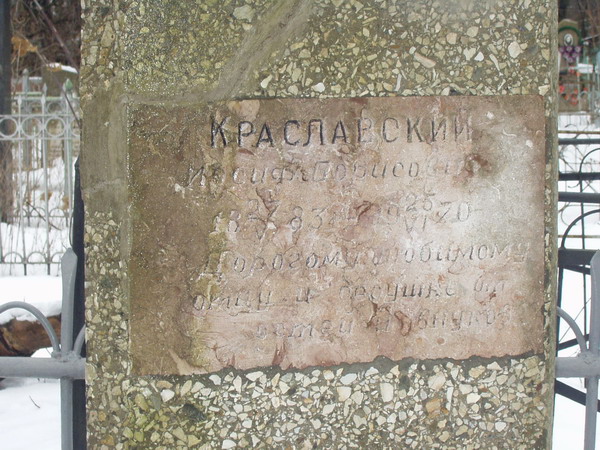 КРАСЛАВСКИЙ
Иосиф Борисович
Дорогому любимому
отцу и дедушке от
детей и внуков